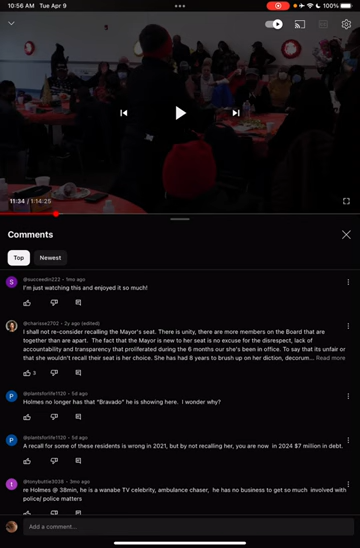 10:56 AM Tue Apr 9
100%
11:34 / 1:14:25
Comments
Top Newest
S
@succeedin222 • 1mo ago
I'm just watching this and enjoyed it so much!
@charisse2702 • 2y ago (edited)
I shall not re-consider recalling the Mayor's seat. There is unity, there are more members on the Board that are
together than are apart. The fact that the Mayor is new to her seat is no excuse for the disrespect, lack of
accountability and transparency that proliferated during the 6 months our she's been in office. To say that its unfair or
that she wouldn't recall their seat is her choice. She has had 8 years to brush up on her diction, decorum... Read more
3
P
@plantsforlife1120 • 5d ago
Holmes no longer has that "Bravado" he is showing here. I wonder why?
P
@plantsforlife1120 • 5d ago
A recall for some of these residents is wrong in 2021, but by not recalling her, you are now in 2024 $7 million in debt.
t
@tonybuttie3028 • 3mo ago
re Holmes @ 38min, he is a wanabe TV celebrity, ambulance chaser, he has no business to get so much involved with
police/ police matters
Add a comment...